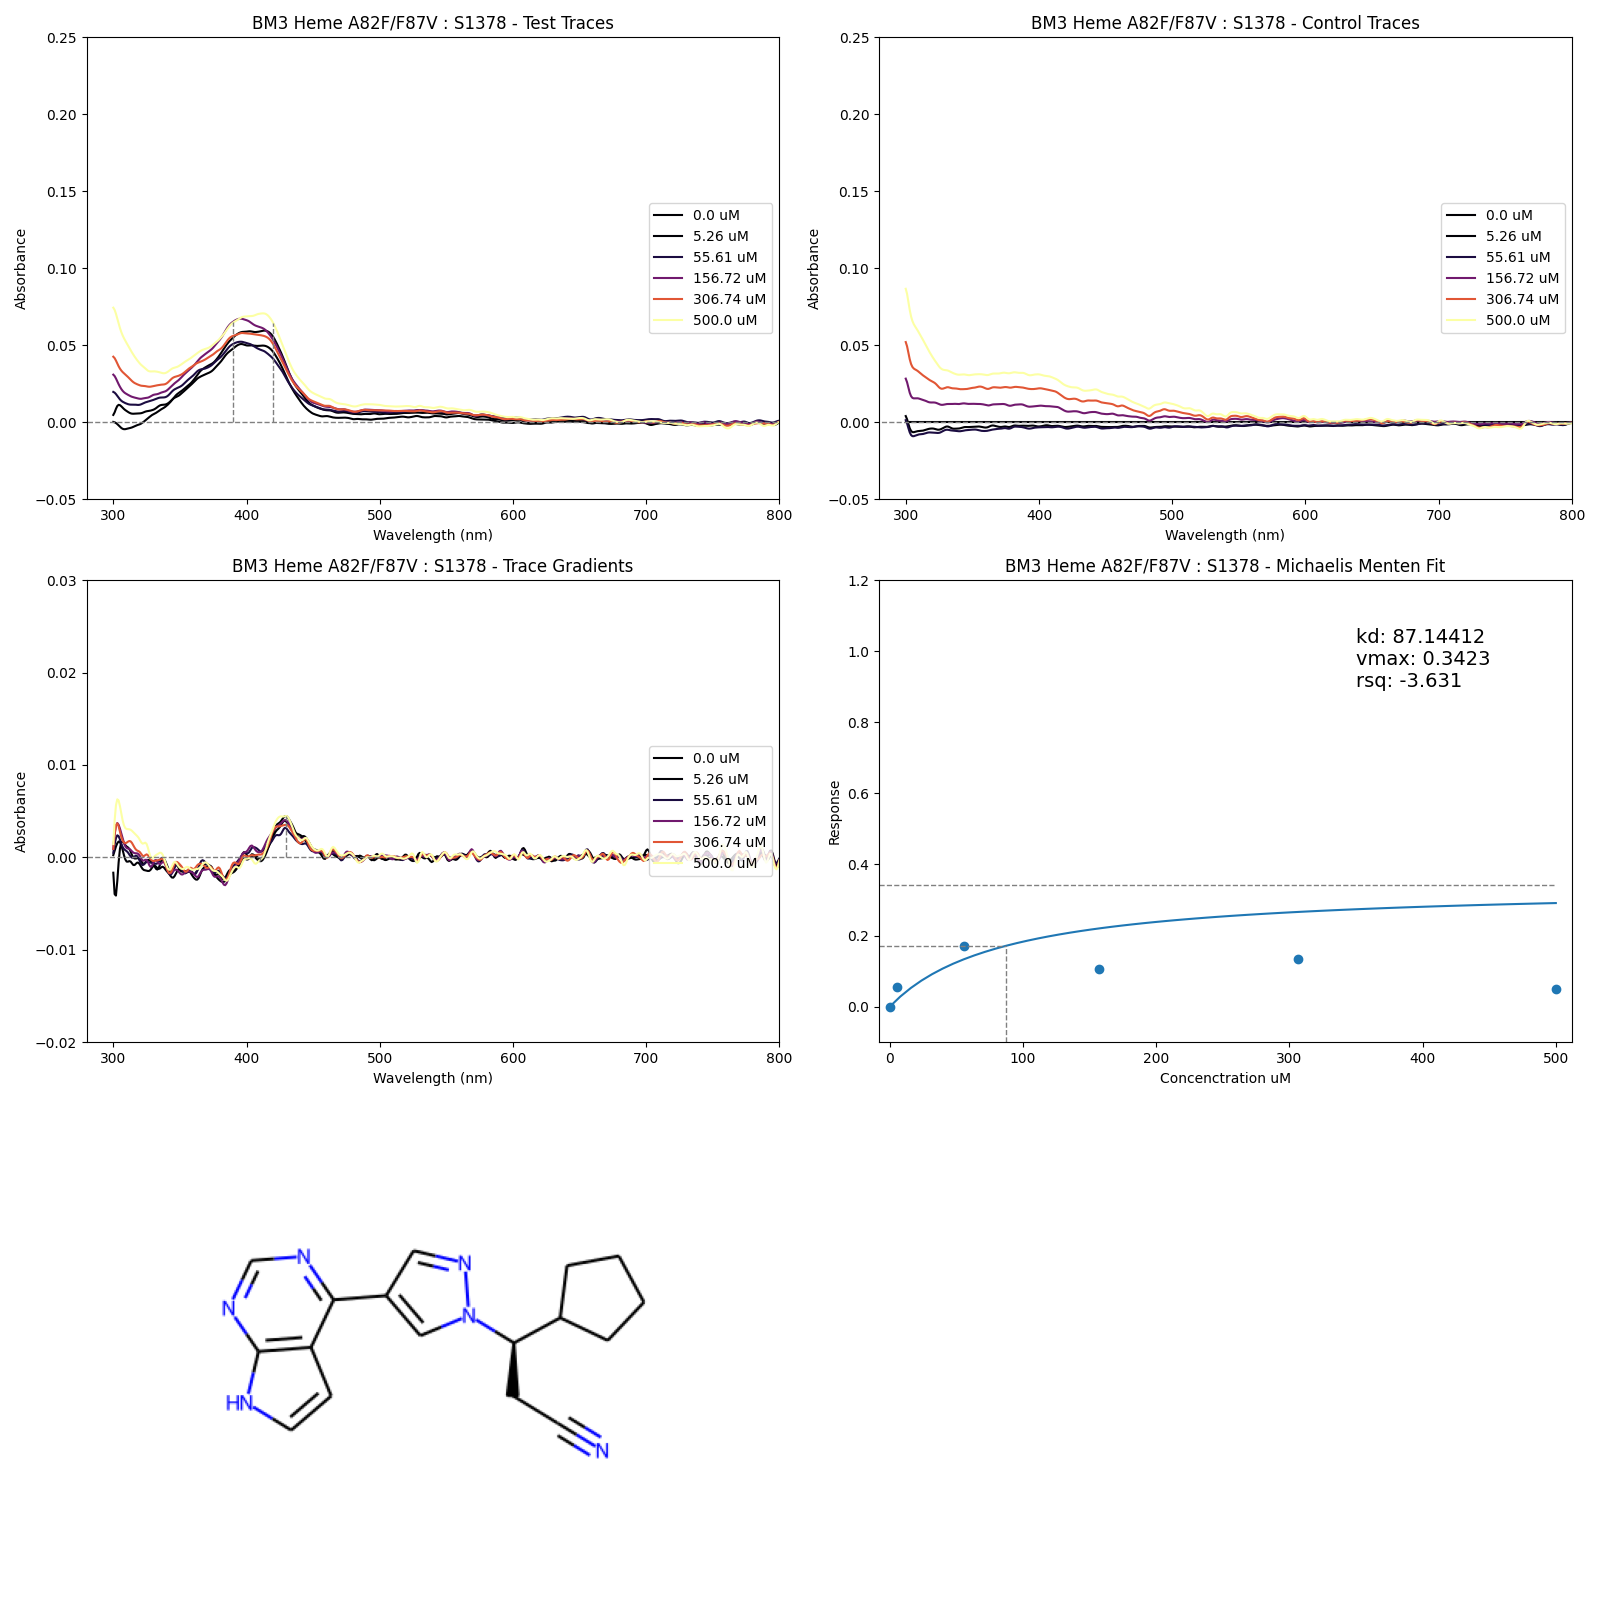 BM3 Heme A82F/F87V : S1378 - Test Traces
0.25
0.20
0.15
0.10
0.05
0.00
−0.05
Absorbance
300 400 500 600 700 800
Wavelength (nm)
0.0 uM
5.26 uM
55.61 uM
156.72 uM
306.74 uM
500.0 uM
BM3 Heme A82F/F87V : S1378 - Control Traces
0.25
0.20
0.15
0.10
0.05
0.00
−0.05
Absorbance
300 400 500 600 700 800
Wavelength (nm)
0.0 uM
5.26 uM
55.61 uM
156.72 uM
306.74 uM
500.0 uM
BM3 Heme A82F/F87V : S1378 - Trace Gradients
0.03
0.02
0.01
0.00
−0.01
−0.02
Absorbance
300 400 500 600 700 800
Wavelength (nm)
0.0 uM
5.26 uM
55.61 uM
156.72 uM
306.74 uM
500.0 uM
BM3 Heme A82F/F87V : S1378 - Michaelis Menten Fit
1.2
1.0
0.8
0.6
0.4
0.2
0.0
Response
0 100 200 300 400 500
Concenctration uM
kd: 87.14412
vmax: 0.3423
rsq: -3.631
N
N
N
N
HN
N